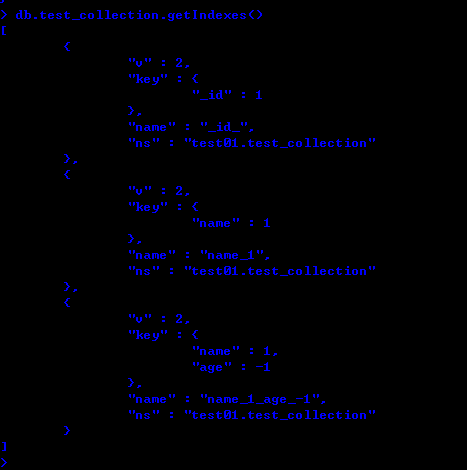 > db.test_collection.getIndexes()
[
        {
                "v" : 2,
                "key" : {
                        "_id" : 1
                },
                "name" : "_id_",
                "ns" : "test01.test_collection"
        },
        {
                "v" : 2,
                "key" : {
                        "name" : 1
                },
                "name" : "name_1",
                "ns" : "test01.test_collection"
        },
        {
                "v" : 2,
                "key" : {
                        "name" : 1,
                        "age" : -1
                },
                "name" : "name_1_age_-1",
                "ns" : "test01.test_collection"
        }
]
>